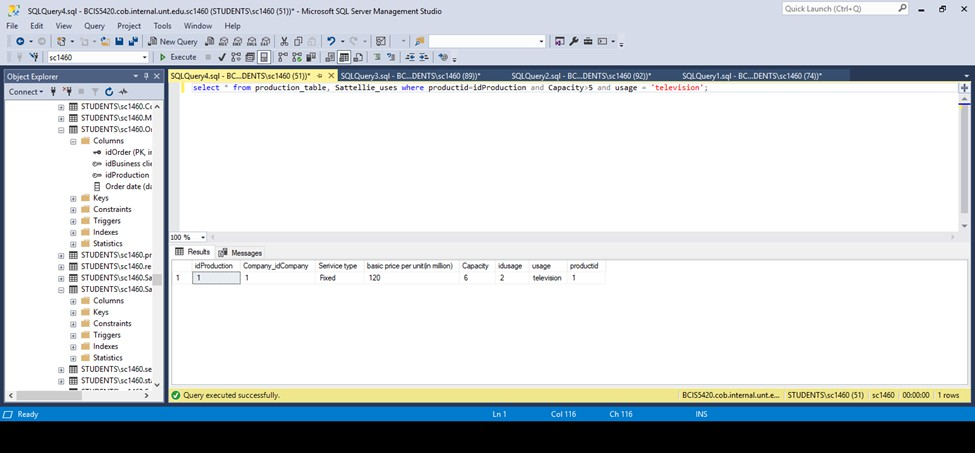 SQLQuery4.sql - BCIS5420.cob.internal.unt.edu.sc1460 (STUDENTS\sc1460 (51))* - Microsoft SQL Server Management Studio
Quick Launch (Ctrl+Q)
File Edit View Query Project Tools Window Help
New Query
sc1460 Execute
Object Explorer
SQLQuery4.sql - BC...DENTS\sc1460 (51))* SQLQuery3.sql - BC...DENTS\sc1460 (89))* SQLQuery2.sql - BC...DENTS\sc1460 (92))* SQLQuery1.sql - BC...DENTS\sc1460 (74))*
Connect
select * from production_table, Sattellie_uses where productid=idProduction and Capacity>5 and usage = 'television';
STUDENTS\sc1460.Co
STUDENTS\sc1460.M
STUDENTS\sc1460.Or
Columns
idOrder (PK, in
idBusiness clie
idProduction
Order date (da
Keys
Constraints
Triggers
Indexes
Statistics
STUDENTS\sc1460.pr
STUDENTS\sc1460.re
STUDENTS\sc1460.Sa
STUDENTS\sc1460.Sa
Columns
Keys
Constraints
Triggers
Indexes
Statistics
STUDENTS\sc1460.se
STUDENTS\sc1460.st
100 %
Results Messages
idProduction Company_idCompany Service type basic price per unit(in million) Capacity idusage usage productid
1 1 1 Fixed 120 6 2 television 1
Query executed successfully. BCIS5420.cob.internal.unt.e... STUDENTS\sc1460 (51) sc1460 00:00:00 1 rows
Ready Ln 1 Col 116 Ch 116 INS